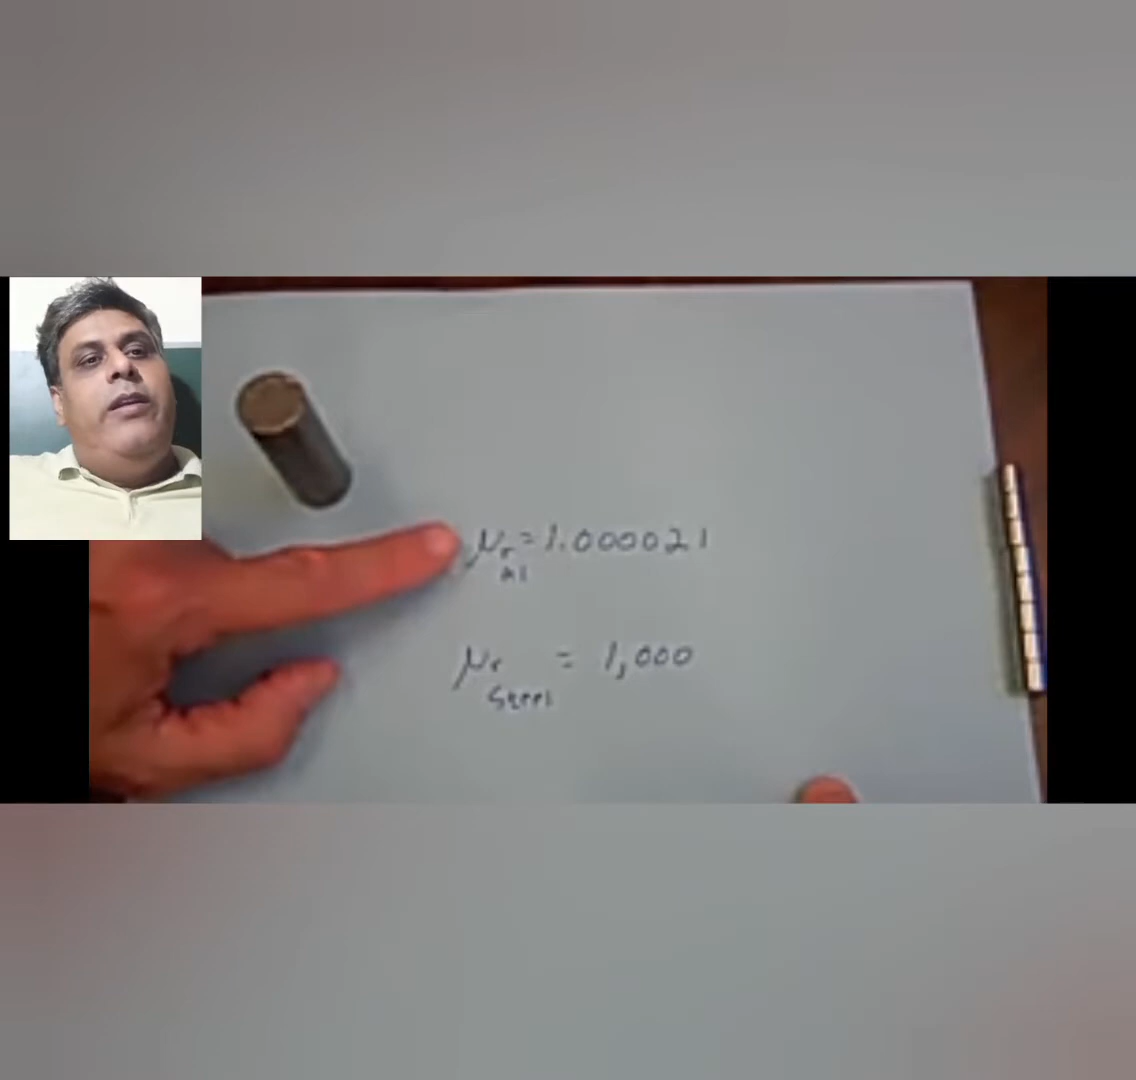 μr = 1.000021
Al
μr = 1,000
Steel